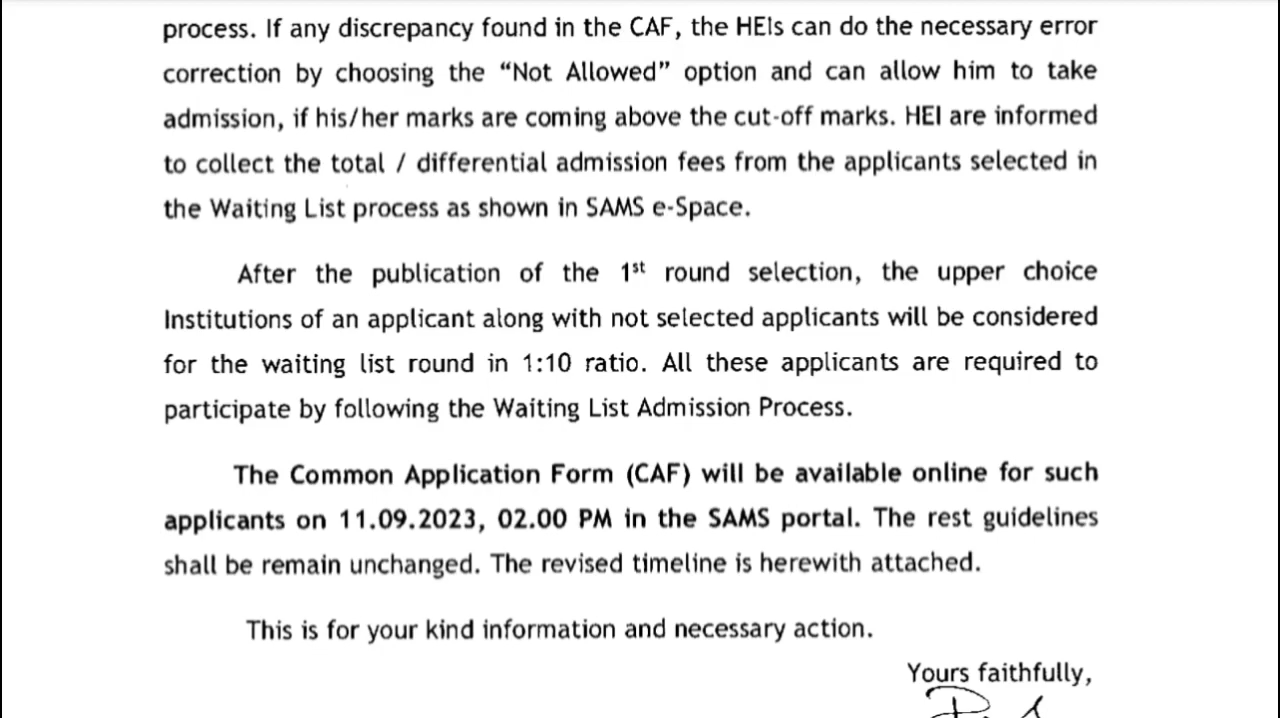 process. If any discrepancy found in the CAF, the HEIs can do the necessary error
correction by choosing the “Not Allowed” option and can allow him to take
admission, if his/her marks are coming above the cut-off marks. HEI are informed
to collect the total / differential admission fees from the applicants selected in
the Waiting List process as shown in SAMS e-Space.
After the publication of the 1st round selection, the upper choice
Institutions of an applicant along with not selected applicants will be considered
for the waiting list round in 1:10 ratio. All these applicants are required to
participate by following the Waiting List Admission Process.
The Common Application Form (CAF) will be available online for such
applicants on 11.09.2023, 02.00 PM in the SAMS portal. The rest guidelines
shall be remain unchanged. The revised timeline is herewith attached.
This is for your kind information and necessary action.
Yours faithfully,